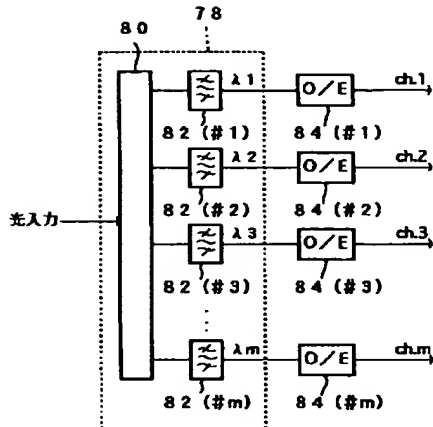 80
78
λ1
O/E
ch.1
82 (#1)
84 (#1)
λ2
O/E
ch.2
82 (#2)
84 (#2)
光入力
λ3
O/E
ch.3
82 (#3)
84 (#3)
λm
O/E
ch.m
82 (#m)
84 (#m)